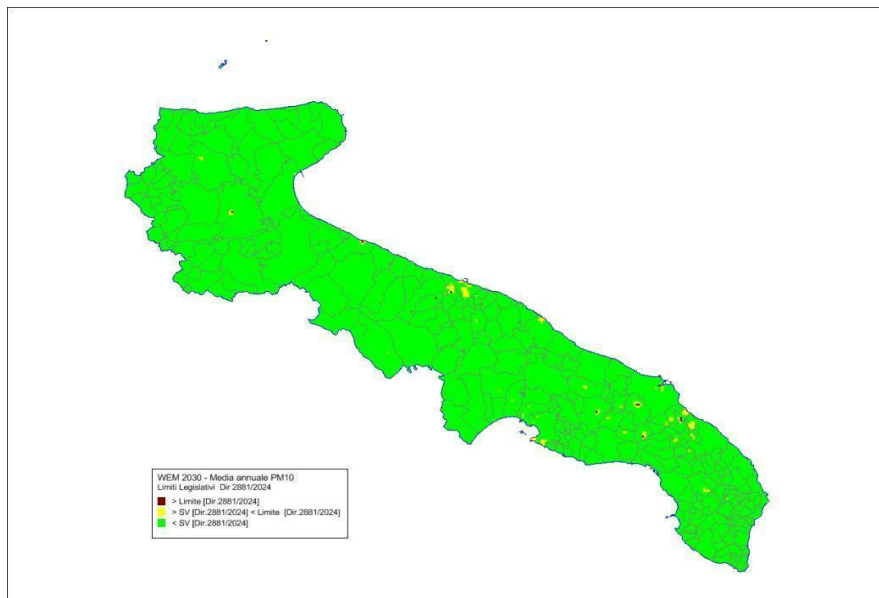 WEM 2030 - Media annuale PM10
Limiti Legislativi Dir 2881/2024
> Limite [Dir.2881/2024]
> SV [Dir.2881/2024] < Limite [Dir.2881/2024]
< SV [Dir.2881/2024]